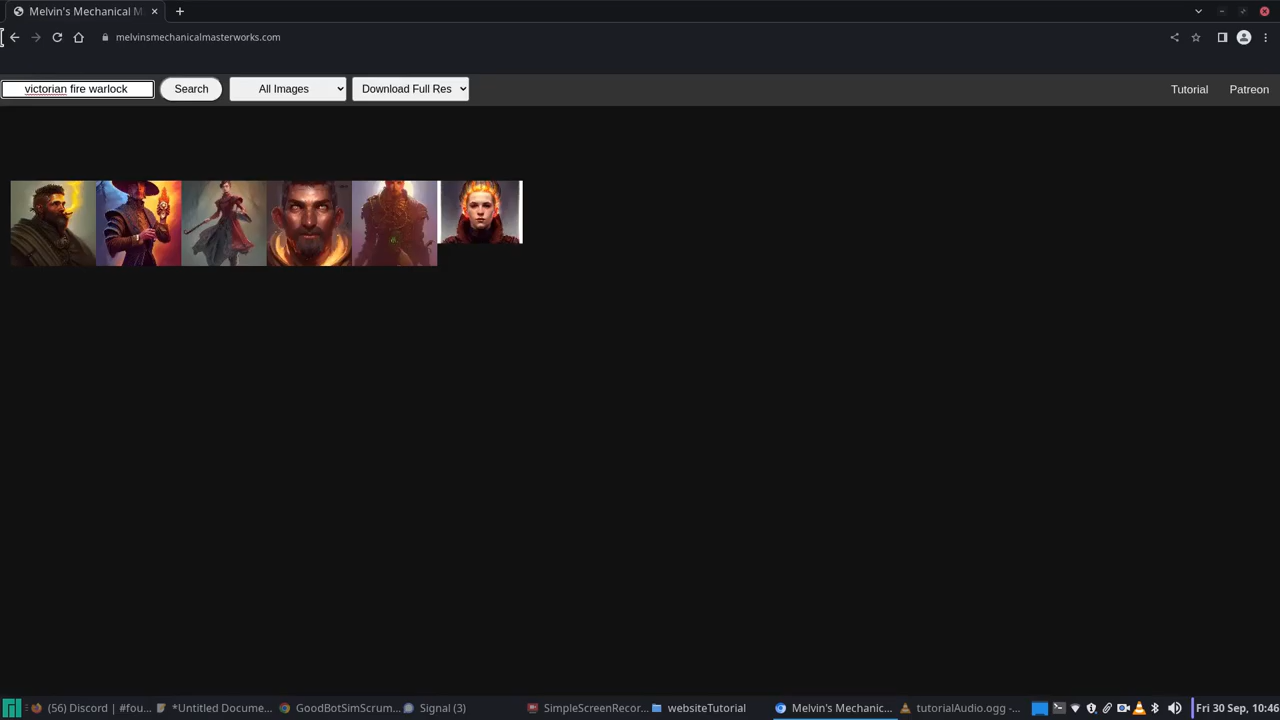 Melvin's Mechanical M
melvinsmechanicalmasterworks.com
victorian fire warlock
Search
All Images
Download Full Res
Tutorial
Patreon
(56) Discord | #fou...
*Untitled Docume...
GoodBotSimScrum...
Signal (3)
SimpleScreenRecor...
websiteTutorial
Melvin's Mechanic...
tutorialAudio.ogg -...
Fri 30 Sep, 10:46